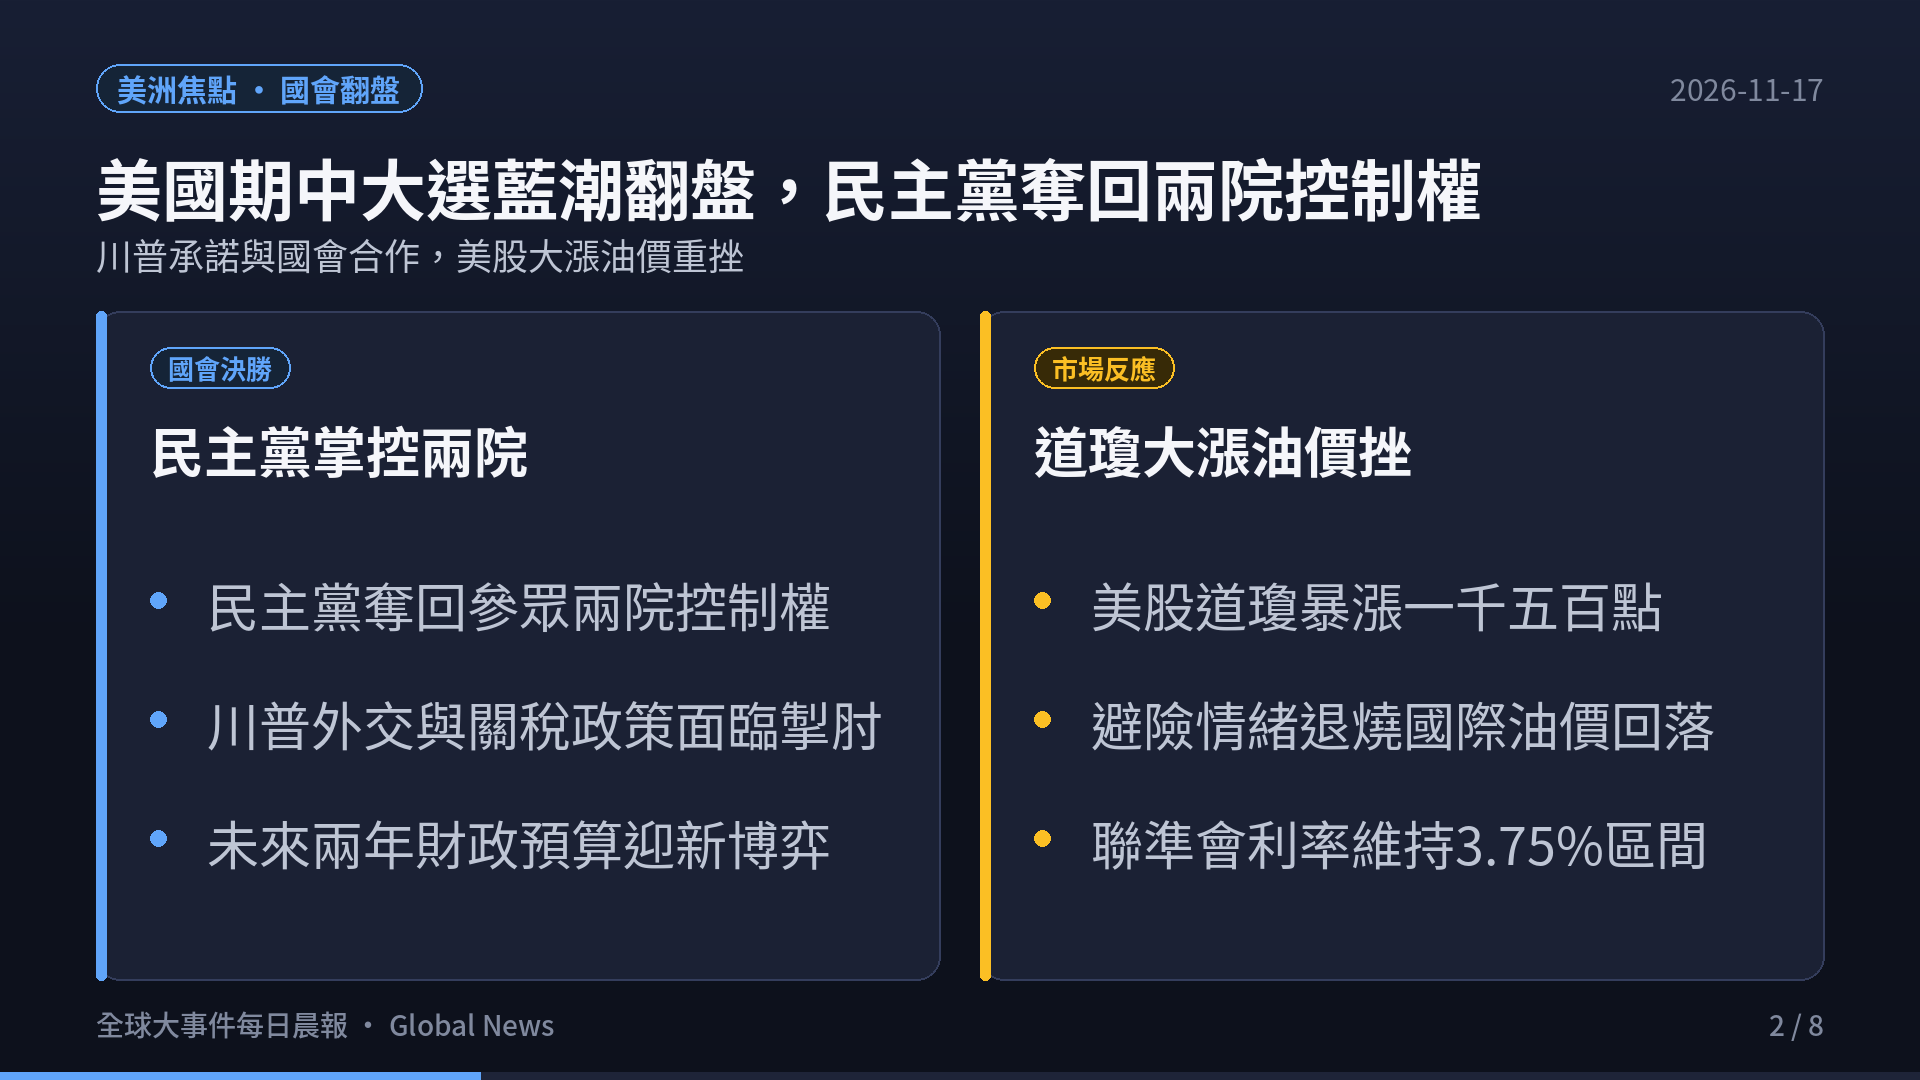 美洲焦點 • 國會翻盤
2026-11-17
美國期中大選藍潮翻盤，民主黨奪回兩院控制權
川普承諾與國會合作，美股大漲油價重挫
國會決勝
民主黨掌控兩院
民主黨奪回參眾兩院控制權
川普外交與關稅政策面臨掣肘
未來兩年財政預算迎新博弈
市場反應
道瓊大漲油價挫
美股道瓊暴漲一千五百點
避險情緒退燒國際油價回落
聯準會利率維持3.75%區間
全球大事件每日晨報 • Global News
2 / 8